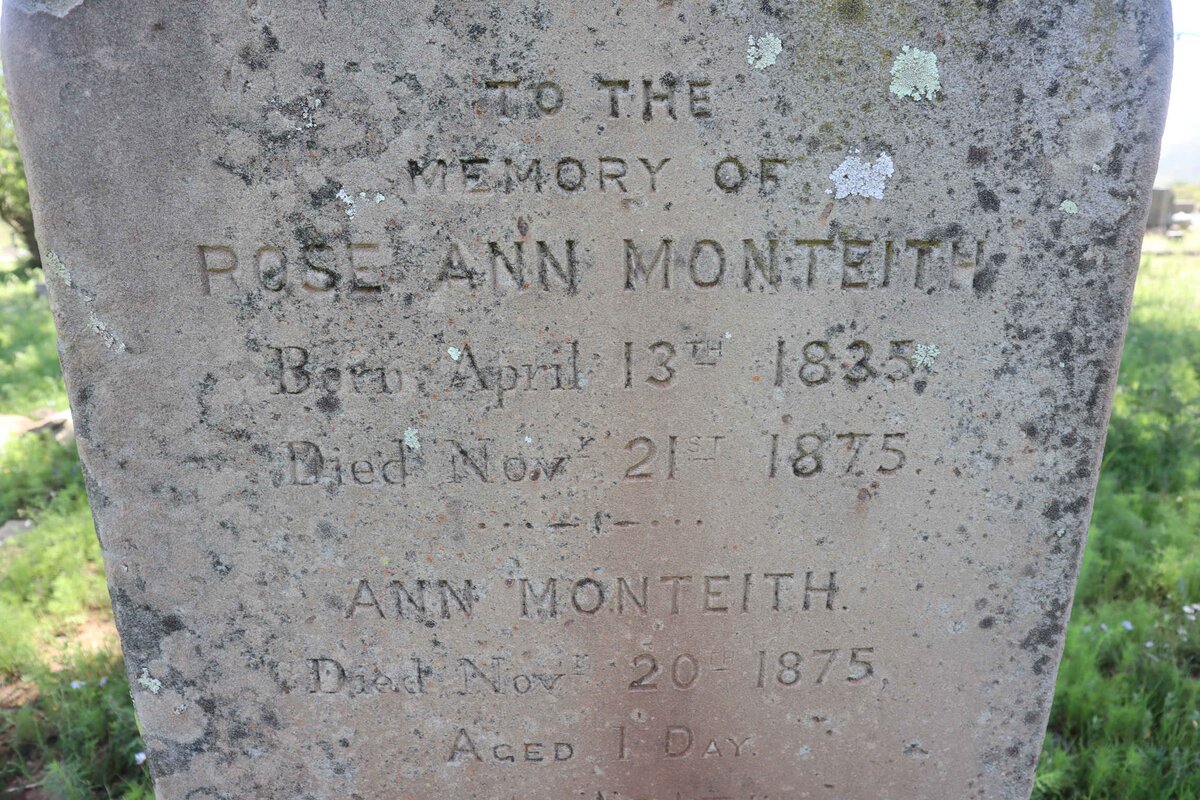 TO THE
MEMORY OF
ROSE ANN MONTEITH
Born April 13TH 1835.
Died Novr 21ST 1875.
ANN MONTEITH.
Died Novr 20TH 1875,
AGED 1 DAY.